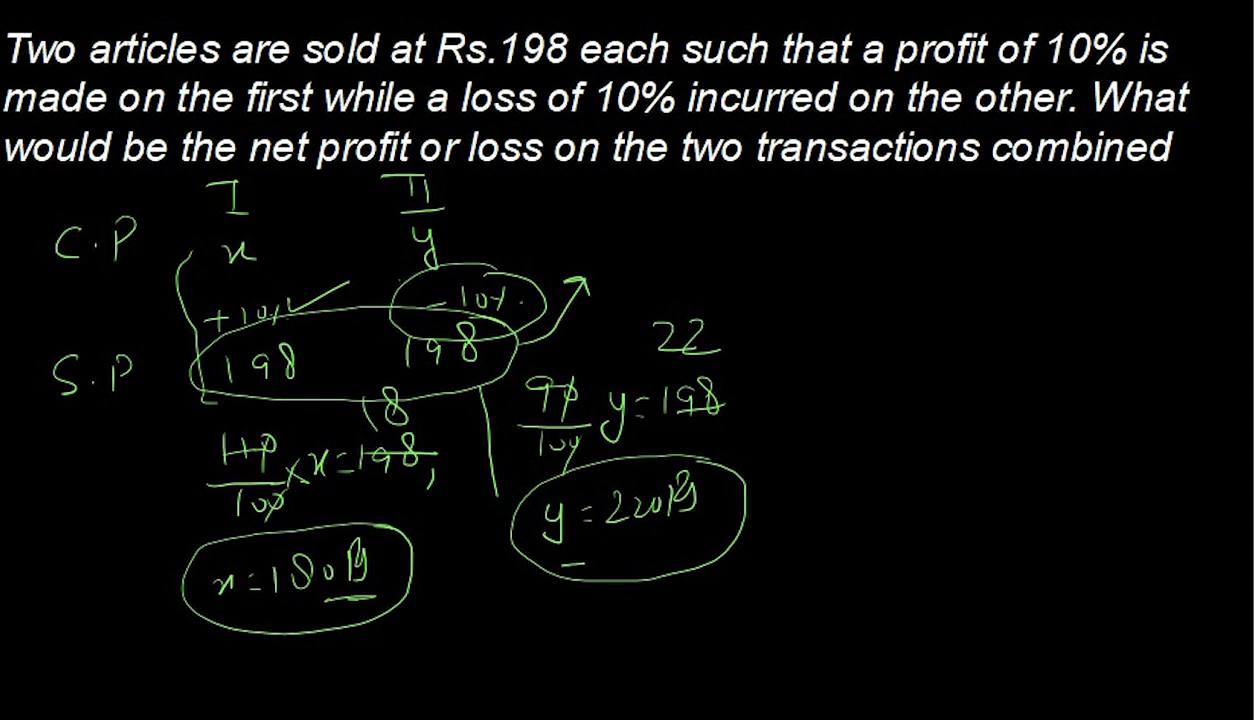 Two articles are sold at Rs.198 each such that a profit of 10% is
made on the first while a loss of 10% incurred on the other. What
would be the net profit or loss on the two transactions combined
I II
C.P x y
+10% -10%
S.P 198 198
22
18
90/100 y=198
110/100 × x=198,
y=220Rs
x=180Rs